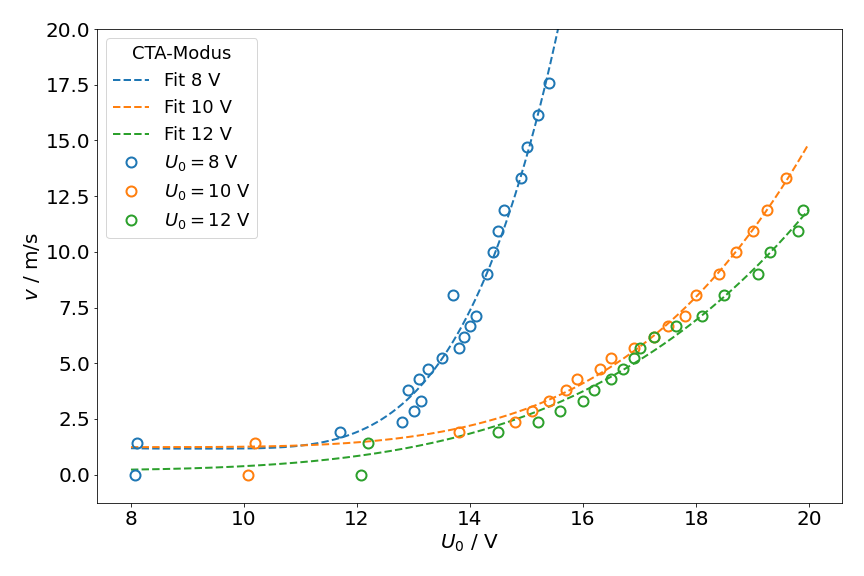 20.0
17.5
15.0
12.5
10.0
7.5
5.0
2.5
0.0
v / m/s
CTA-Modus
Fit 8 V
Fit 10 V
Fit 12 V
U₀ = 8 V
U₀ = 10 V
U₀ = 12 V
8 10 12 14 16 18 20
U₀ / V